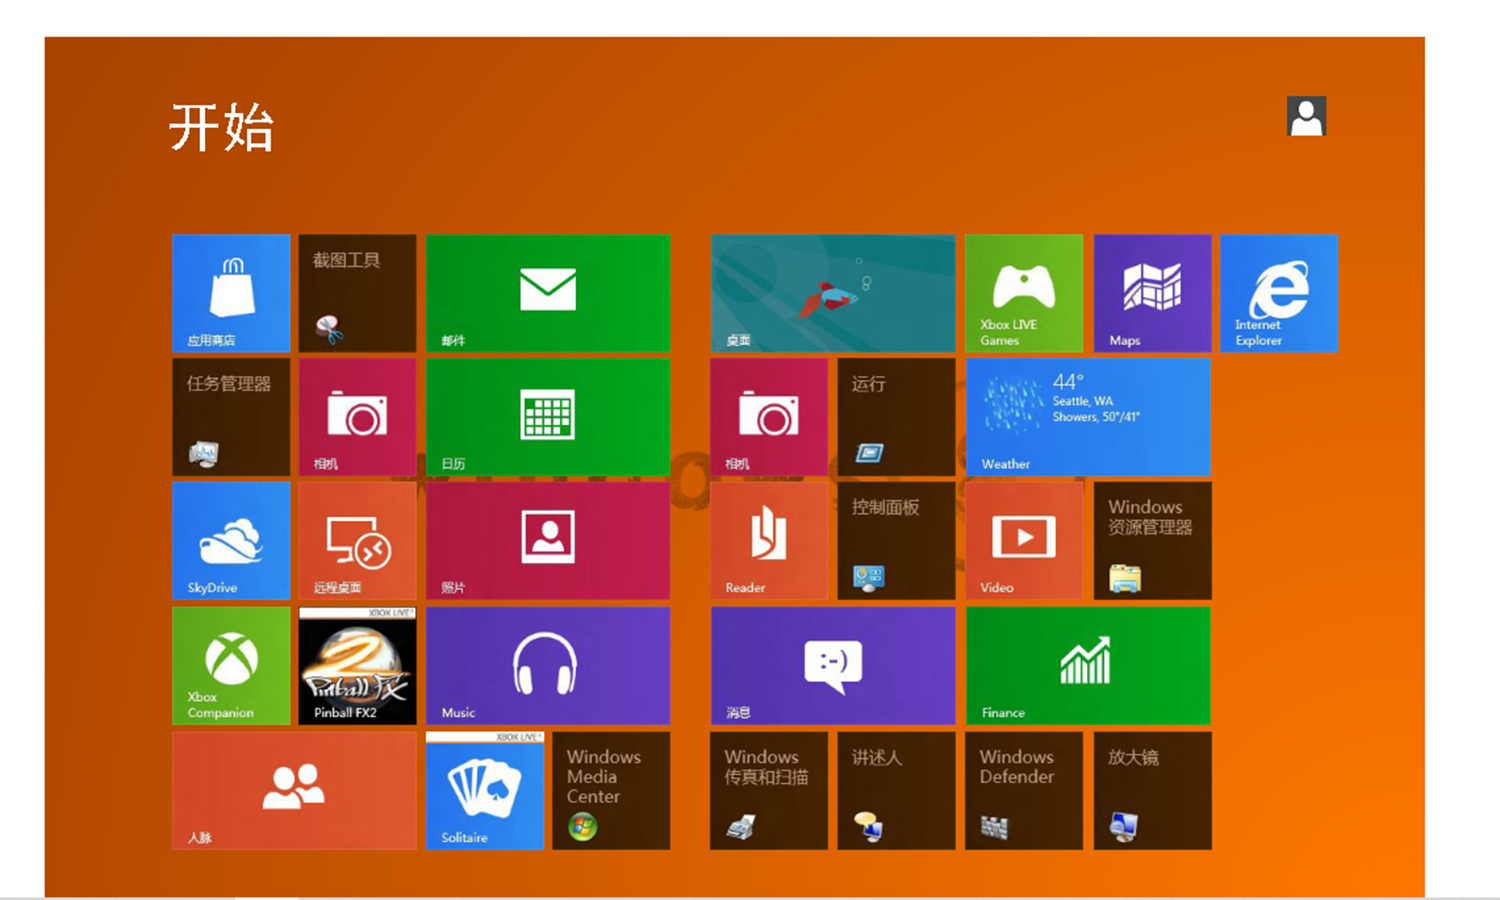 开始
应用商店
截图工具
邮件
桌面
Xbox LIVE
Games
Maps
Internet
Explorer
任务管理器
相机
日历
相机
运行
44°
Seattle, WA
Showers, 50°/41°
Weather
SkyDrive
远程桌面
照片
Reader
控制面板
Video
Windows
资源管理器
Xbox
Companion
XBOX LIVE
Pinball FX
2
Pinball FX2
Music
消息
Finance
人脉
XBOX LIVE
Solitaire
Windows
Media
Center
Windows
传真和扫描
讲述人
Windows
Defender
放大镜